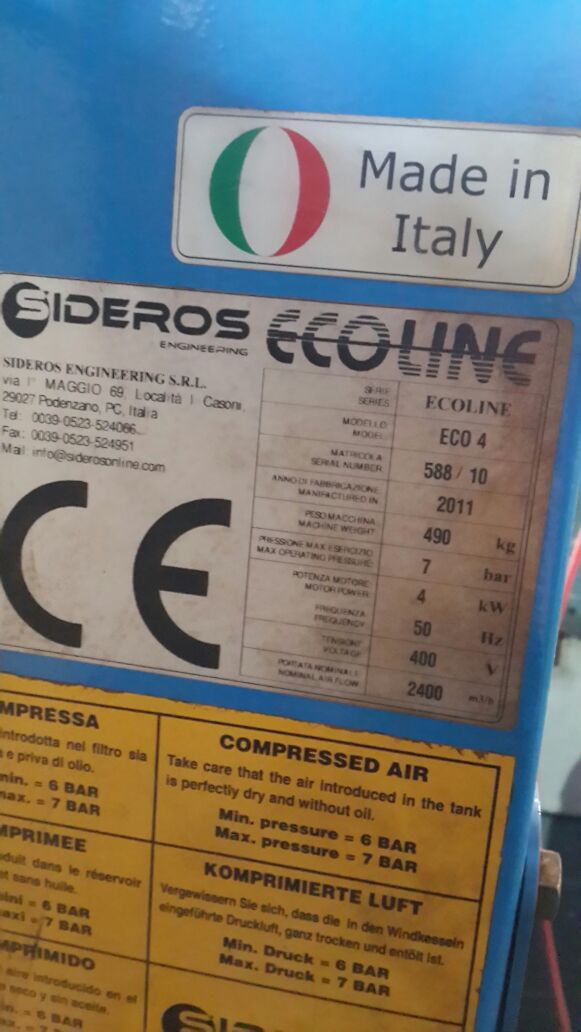 Made in
Italy
SIDEROS
ENGINEERING
ECOLINE
SIDEROS ENGINEERING S.R.L.
via I° MAGGIO 69, Località I Casoni,
29027 Podenzano, PC, Italia
Tel: 0039-0523-524066
Fax: 0039-0523-524951
Mail: info@siderosonline.com
CE
SERIE
SERIES ECOLINE
MODELLO
MODEL ECO 4
MATRICOLA
SERIAL NUMBER 588 / 10
ANNO DI FABBRICAZIONE
MANIFACTURED IN 2011
PESO MACCHINA
MACHINE WEIGHT 490 kg
PRESSIONE MAX ESERCIZIO
MAX OPERATING PRESSURE 7 bar
POTENZA MOTORE
MOTOR POWER 4 kW
FREQUENZA
FREQUENCY 50 Hz
TENSIONE
VOLTAGE 400 V
PORTATA NOMINALE
NOMINAL AIR FLOW 2400 m3/h
MPRESSA
introdotta nel filtro sia
a e priva di olio.
min. = 6 BAR
max. = 7 BAR
COMPRESSED AIR
Take care that the air introduced in the tank
is perfectly dry and without oil.
Min. pressure = 6 BAR
Max. pressure = 7 BAR
MPRIMEE
duit dans le réservoir
et sans huile.
mini = 6 BAR
maxi = 7 BAR
KOMPRIMIERTE LUFT
Vergewissern Sie sich, dass die in den Windkesseln
eingeführte Druckluft, ganz trocken und entölt ist.
Min. Druck = 6 BAR
Max. Druck = 7 BAR
MPRIMIDO
aire introducido en el
seco y sin aceite.
= 6 BAR
SIDEROS